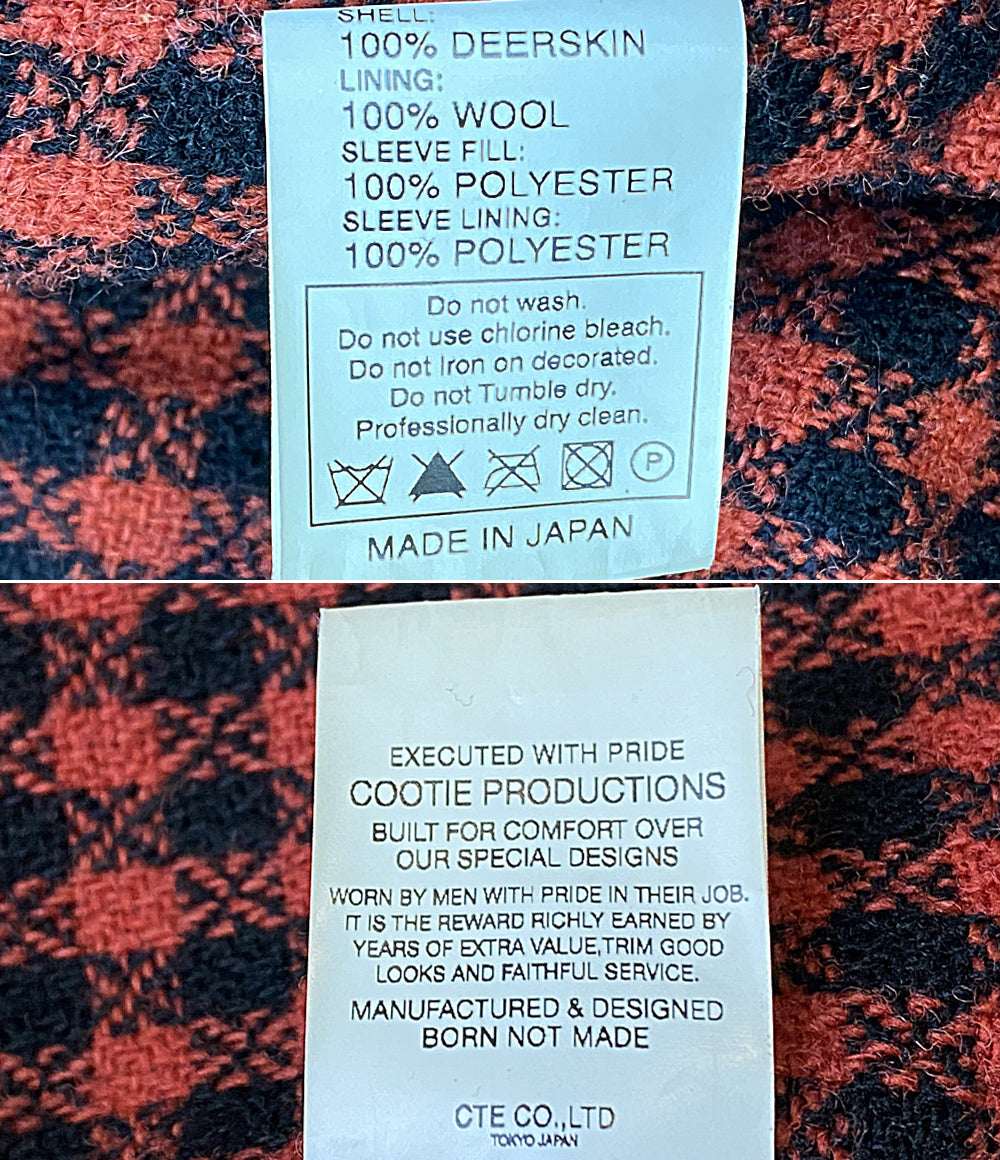 SHELL:
100% DEERSKIN
LINING:
100% WOOL
SLEEVE FILL:
100% POLYESTER
SLEEVE LINING:
100% POLYESTER
Do not wash.
Do not use chlorine bleach.
Do not Iron on decorated.
Do not Tumble dry.
Professionally dry clean.
P
MADE IN JAPAN
EXECUTED WITH PRIDE
COOTIE PRODUCTIONS
BUILT FOR COMFORT OVER
OUR SPECIAL DESIGNS
WORN BY MEN WITH PRIDE IN THEIR JOB.
IT IS THE REWARD RICHLY EARNED BY
YEARS OF EXTRA VALUE,TRIM GOOD
LOOKS AND FAITHFUL SERVICE.
MANUFACTURED & DESIGNED
BORN NOT MADE
CTE CO.,LTD
TOKYO JAPAN